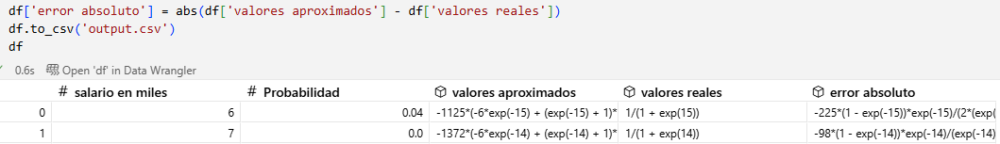 df['error absoluto'] = abs(df['valores aproximados'] - df['valores reales'])
df.to_csv('output.csv')
df
0.6s Open 'df' in Data Wrangler
# salario en miles # Probabilidad valores aproximados valores reales error absoluto
0 6 0.04 -1125*(-6*exp(-15) + (exp(-15) + 1)* 1/(1 + exp(15)) -225*(1 - exp(-15))*exp(-15)/(2*(exp(
1 7 0.0 -1372*(-6*exp(-14) + (exp(-14) + 1)* 1/(1 + exp(14)) -98*(1 - exp(-14))*exp(-14)/(exp(-14)